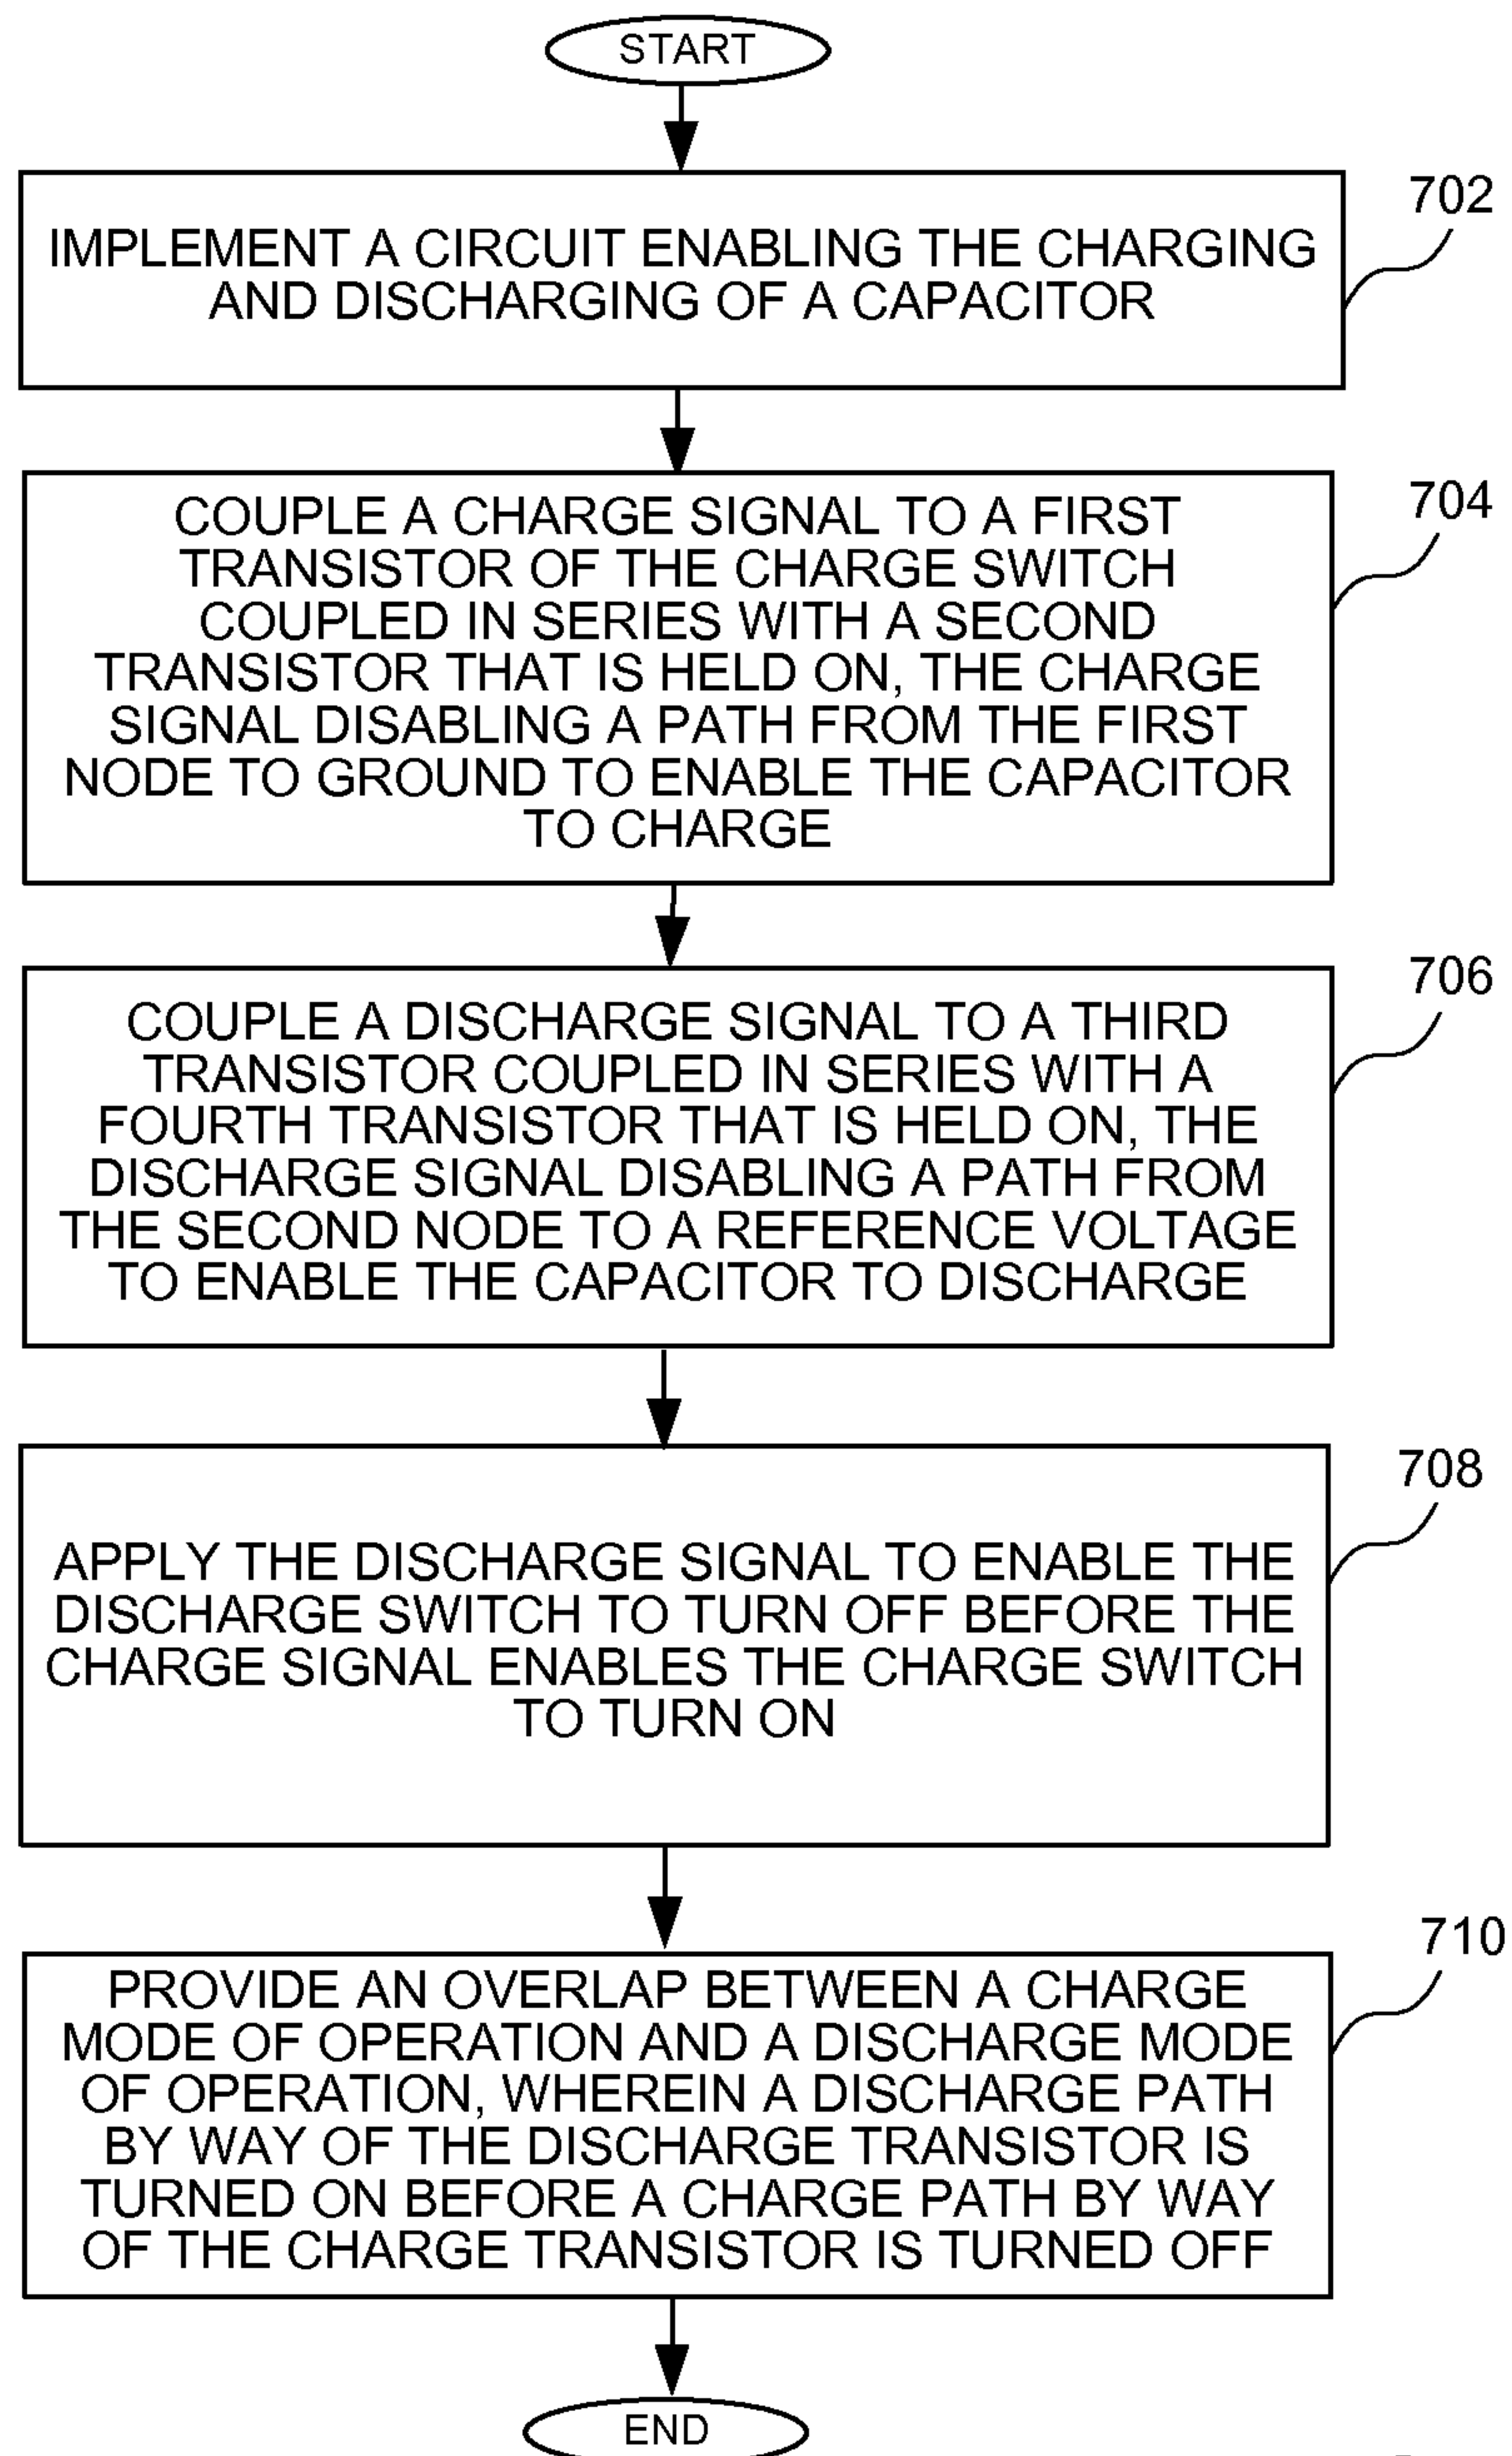 START
702
IMPLEMENT A CIRCUIT ENABLING THE CHARGING
AND DISCHARGING OF A CAPACITOR
704
COUPLE A CHARGE SIGNAL TO A FIRST
TRANSISTOR OF THE CHARGE SWITCH
COUPLED IN SERIES WITH A SECOND
TRANSISTOR THAT IS HELD ON, THE CHARGE
SIGNAL DISABLING A PATH FROM THE FIRST
NODE TO GROUND TO ENABLE THE CAPACITOR
TO CHARGE
706
COUPLE A DISCHARGE SIGNAL TO A THIRD
TRANSISTOR COUPLED IN SERIES WITH A
FOURTH TRANSISTOR THAT IS HELD ON, THE
DISCHARGE SIGNAL DISABLING A PATH FROM
THE SECOND NODE TO A REFERENCE VOLTAGE
TO ENABLE THE CAPACITOR TO DISCHARGE
708
APPLY THE DISCHARGE SIGNAL TO ENABLE THE
DISCHARGE SWITCH TO TURN OFF BEFORE THE
CHARGE SIGNAL ENABLES THE CHARGE SWITCH
TO TURN ON
710
PROVIDE AN OVERLAP BETWEEN A CHARGE
MODE OF OPERATION AND A DISCHARGE MODE
OF OPERATION, WHEREIN A DISCHARGE PATH
BY WAY OF THE DISCHARGE TRANSISTOR IS
TURNED ON BEFORE A CHARGE PATH BY WAY
OF THE CHARGE TRANSISTOR IS TURNED OFF
END